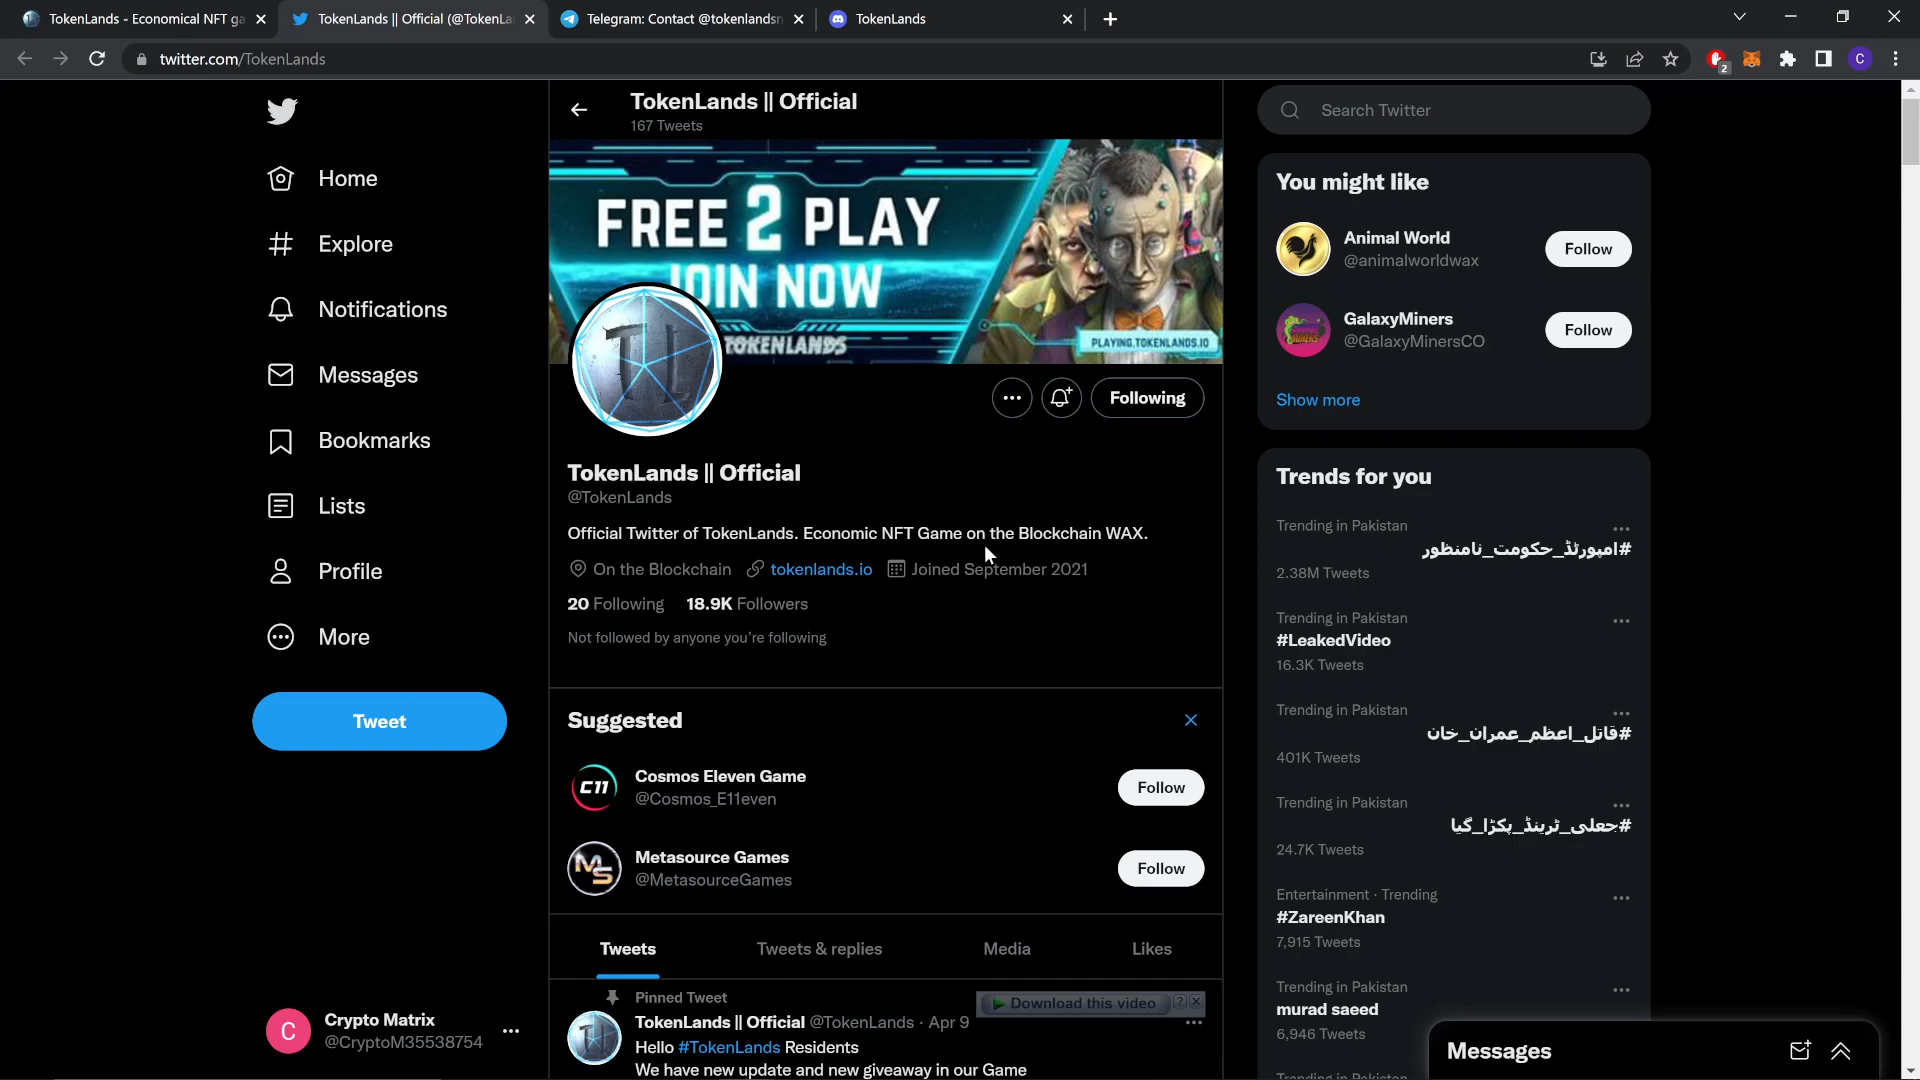 TokenLands - Economical NFT ga
TokenLands || Official (@TokenLa
Telegram: Contact @tokenlandsn
TokenLands
twitter.com/TokenLands
2
C
Home
Explore
Notifications
Messages
Bookmarks
Lists
Profile
More
Tweet
Crypto Matrix
@CryptoM35538754
C
TokenLands || Official
167 Tweets
FREE 2 PLAY
JOIN NOW
TOKENLANDS
PLAYING.TOKENLANDS.IO
TL
Following
TokenLands || Official
@TokenLands
Official Twitter of TokenLands. Economic NFT Game on the Blockchain WAX.
On the Blockchain tokenlands.io Joined September 2021
20 Following 18.9K Followers
Not followed by anyone you're following
Suggested
C11
Cosmos Eleven Game
@Cosmos_E11even
Follow
MS
Metasource Games
@MetasourceGames
Follow
Tweets Tweets & replies Media Likes
Pinned Tweet
Download this video
TokenLands || Official @TokenLands · Apr 9
Hello #TokenLands Residents
We have new update and new giveaway in our Game
Search Twitter
You might like
Animal World
@animalworldwax
Follow
GalaxyMiners
@GalaxyMinersCO
Follow
Show more
Trends for you
Trending in Pakistan
#امپورٹڈ_حکومت_نامنظور
2.38M Tweets
Trending in Pakistan
#LeakedVideo
16.3K Tweets
Trending in Pakistan
#قاتل_اعظم_عمران_خان
401K Tweets
Trending in Pakistan
#جعلی_ٹرینڈ_پکڑا_گیا
24.7K Tweets
Entertainment · Trending
#ZareenKhan
7,915 Tweets
Trending in Pakistan
murad saeed
6,946 Tweets
Trending in Pakistan
Messages